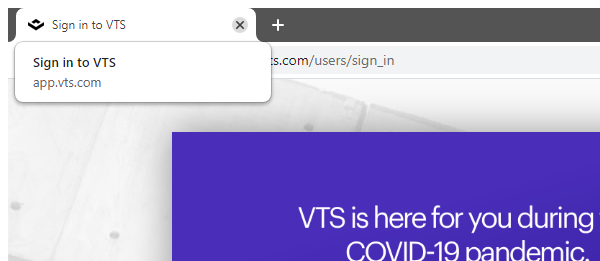 Sign in to VTS
Sign in to VTS
app.vts.com
ts.com/users/sign_in
VTS is here for you during
COVID-19 pandemic.